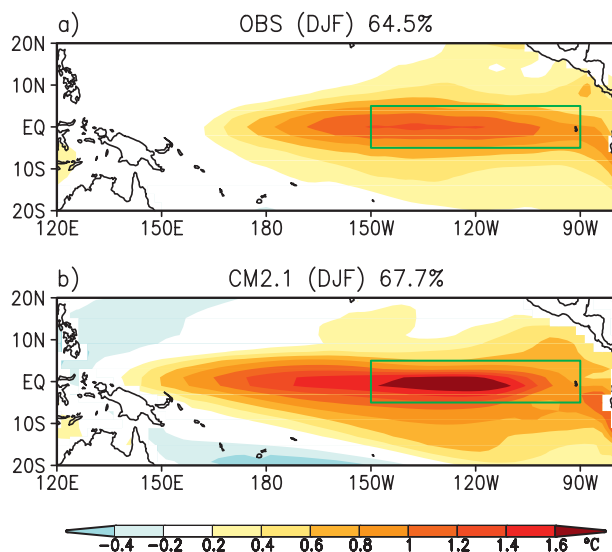 a) OBS (DJF) 64.5%
20N
10N
EQ
10S
20S
120E 150E 180 150W 120W 90W
b) CM2.1 (DJF) 67.7%
20N
10N
EQ
10S
20S
120E 150E 180 150W 120W 90W
-0.4 -0.2 0.2 0.4 0.6 0.8 1 1.2 1.4 1.6 °C